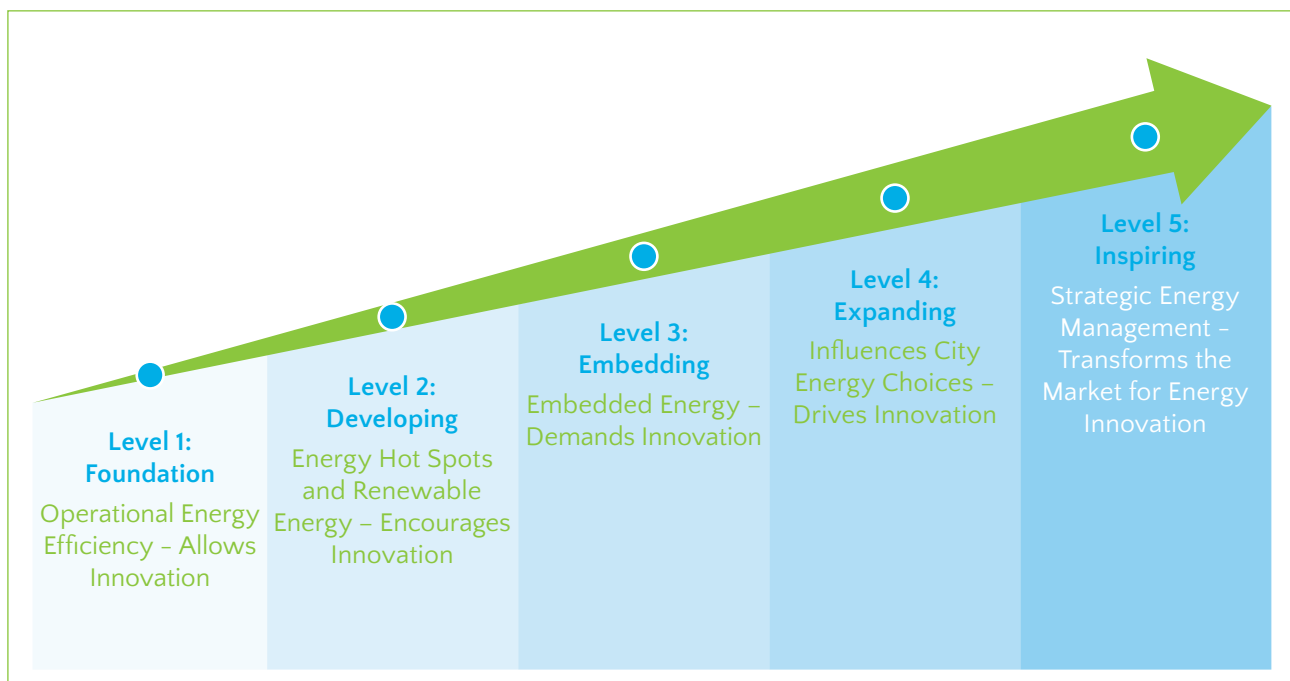 Level 1:
Foundation
Operational Energy
Efficiency – Allows
Innovation
Level 2:
Developing
Energy Hot Spots
and Renewable
Energy – Encourages
Innovation
Level 3:
Embedding
Embedded Energy –
Demands Innovation
Level 4:
Expanding
Influences City
Energy Choices –
Drives Innovation
Level 5:
Inspiring
Strategic Energy
Management –
Transforms the
Market for Energy
Innovation